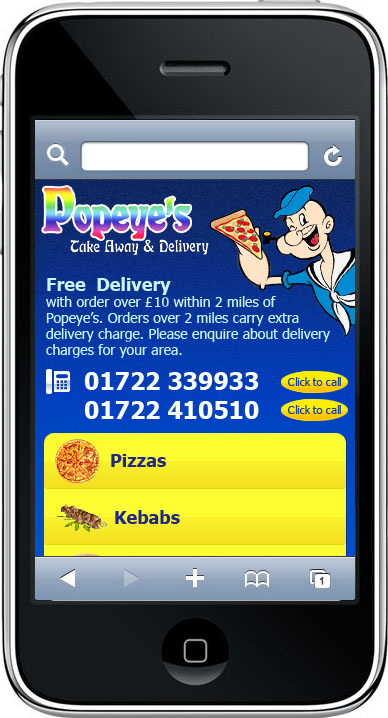 Popeye's
Take Away & Delivery
Free Delivery
with order over £10 within 2 miles of
Popeye's. Orders over 2 miles carry extra
delivery charge. Please enquire about delivery
charges for your area.
01722 339933 Click to call
01722 410510 Click to call
Pizzas
Kebabs
1